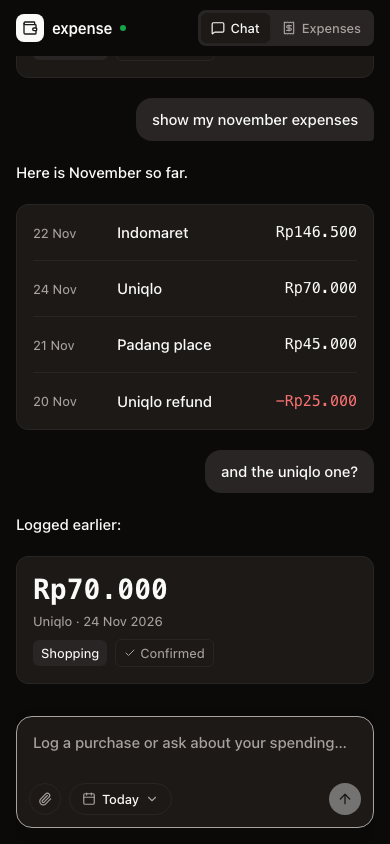 expense
Chat
Expenses
show my november expenses
Here is November so far.
22 Nov Indomaret Rp146.500
24 Nov Uniqlo Rp70.000
21 Nov Padang place Rp45.000
20 Nov Uniqlo refund −Rp25.000
and the uniqlo one?
Logged earlier:
Rp70.000
Uniqlo · 24 Nov 2026
Shopping
Confirmed
Log a purchase or ask about your spending...
Today